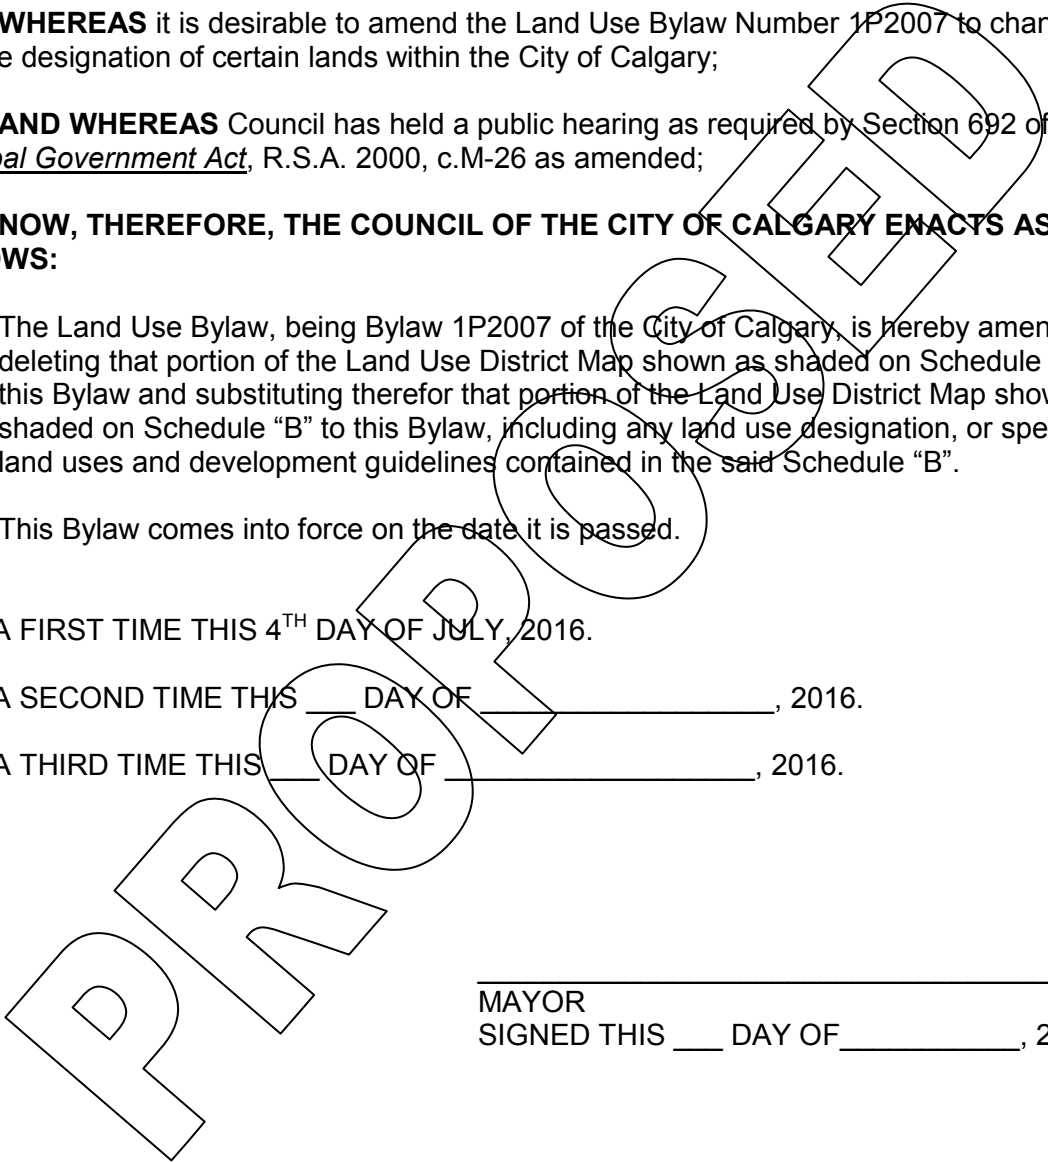 WHEREAS it is desirable to amend the Land Use Bylaw Number 1P2007 to chan
e designation of certain lands within the City of Calgary;
AND WHEREAS Council has held a public hearing as required by Section 692 of
pal Government Act, R.S.A. 2000, c.M-26 as amended;
NOW, THEREFORE, THE COUNCIL OF THE CITY OF CALGARY ENACTS AS
OWS:
The Land Use Bylaw, being Bylaw 1P2007 of the City of Calgary, is hereby amen
deleting that portion of the Land Use District Map shown as shaded on Schedule
this Bylaw and substituting therefor that portion of the Land Use District Map show
shaded on Schedule “B” to this Bylaw, including any land use designation, or spe
land uses and development guidelines contained in the said Schedule “B”.
This Bylaw comes into force on the date it is passed.
A FIRST TIME THIS 4TH DAY OF JULY, 2016.
A SECOND TIME THIS ___ DAY OF __________________, 2016.
A THIRD TIME THIS ___ DAY OF ___________________, 2016.
MAYOR
SIGNED THIS ___ DAY OF___________, 2
PROPOSED